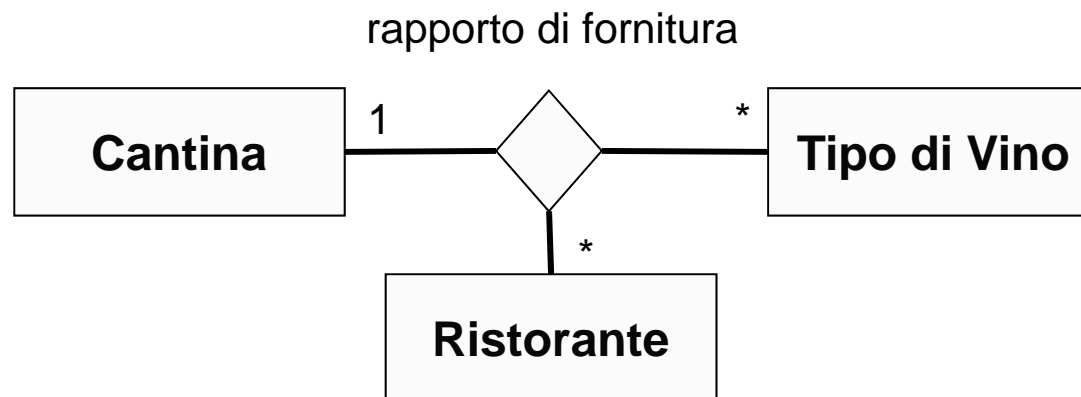 rapporto di fornitura
Cantina
1
*
Tipo di Vino
*
Ristorante